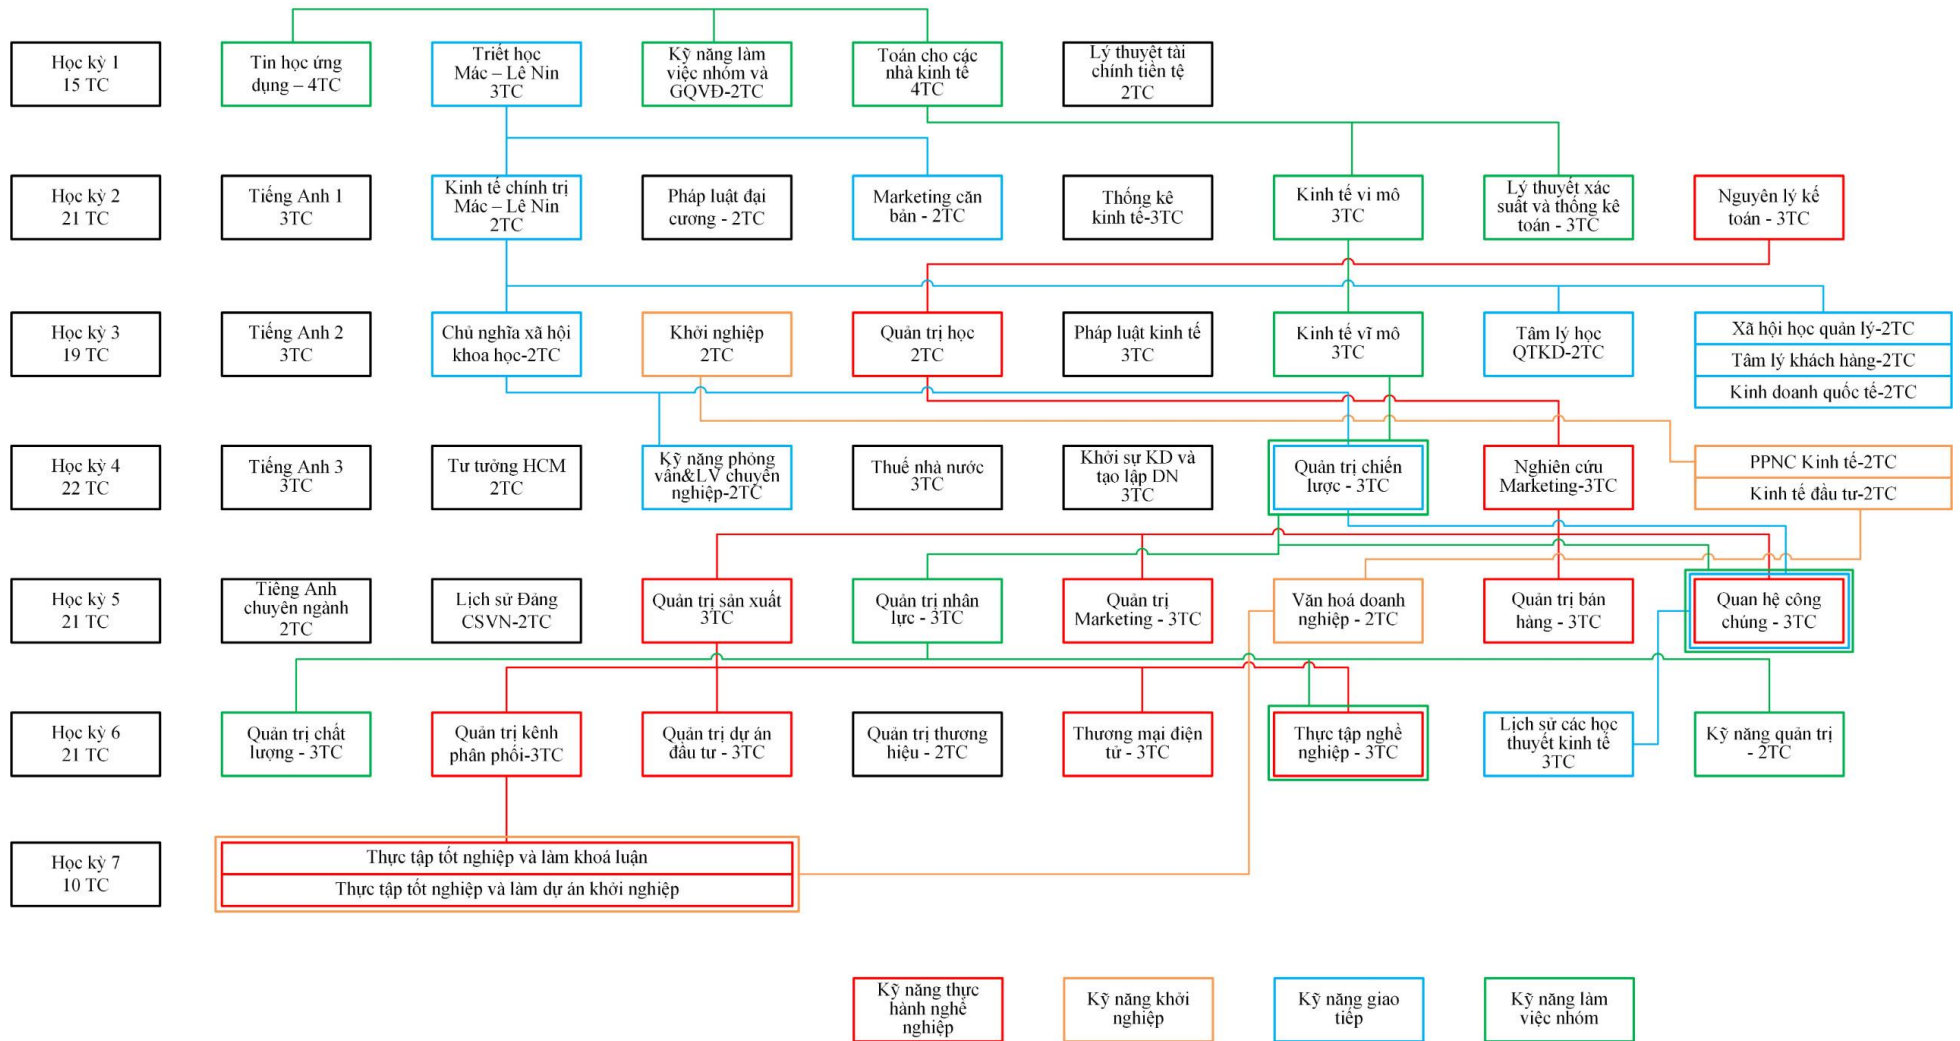 Học kỳ 1
15 TC
Tin học ứng
dụng – 4TC
Triết học
Mác – Lê Nin
3TC
Kỹ năng làm
việc nhóm và
GQVĐ-2TC
Toán cho các
nhà kinh tế
4TC
Lý thuyết tài
chính tiền tệ
2TC
Học kỳ 2
21 TC
Tiếng Anh 1
3TC
Kinh tế chính trị
Mác – Lê Nin
2TC
Pháp luật đại
cương - 2TC
Marketing căn
bản - 2TC
Thống kê
kinh tế-3TC
Kinh tế vi mô
3TC
Lý thuyết xác
suất và thống kê
toán - 3TC
Nguyên lý kế
toán - 3TC
Học kỳ 3
19 TC
Tiếng Anh 2
3TC
Chủ nghĩa xã hội
khoa học-2TC
Khởi nghiệp
2TC
Quản trị học
2TC
Pháp luật kinh tế
3TC
Kinh tế vĩ mô
3TC
Tâm lý học
QTKD-2TC
Xã hội học quản lý-2TC
Tâm lý khách hàng-2TC
Kinh doanh quốc tế-2TC
Học kỳ 4
22 TC
Tiếng Anh 3
3TC
Tư tưởng HCM
2TC
Kỹ năng phỏng
vấn&LV chuyên
nghiệp-2TC
Thuế nhà nước
3TC
Khởi sự KD và
tạo lập DN
3TC
Quản trị chiến
lược - 3TC
Nghiên cứu
Marketing-3TC
PPNC Kinh tế-2TC
Kinh tế đầu tư-2TC
Học kỳ 5
21 TC
Tiếng Anh
chuyên ngành
2TC
Lịch sử Đảng
CSVN-2TC
Quản trị sản xuất
3TC
Quản trị nhân
lực - 3TC
Quản trị
Marketing - 3TC
Văn hoá doanh
nghiệp - 2TC
Quản trị bán
hàng - 3TC
Quan hệ công
chúng - 3TC
Học kỳ 6
21 TC
Quản trị chất
lượng - 3TC
Quản trị kênh
phân phối-3TC
Quản trị dự án
đầu tư - 3TC
Quản trị thương
hiệu - 2TC
Thương mại điện
tử - 3TC
Thực tập nghề
nghiệp - 3TC
Lịch sử các học
thuyết kinh tế
3TC
Kỹ năng quản trị
- 2TC
Học kỳ 7
10 TC
Thực tập tốt nghiệp và làm khoá luận
Thực tập tốt nghiệp và làm dự án khởi nghiệp
Kỹ năng thực
hành nghề
nghiệp
Kỹ năng khởi
nghiệp
Kỹ năng giao
tiếp
Kỹ năng làm
việc nhóm